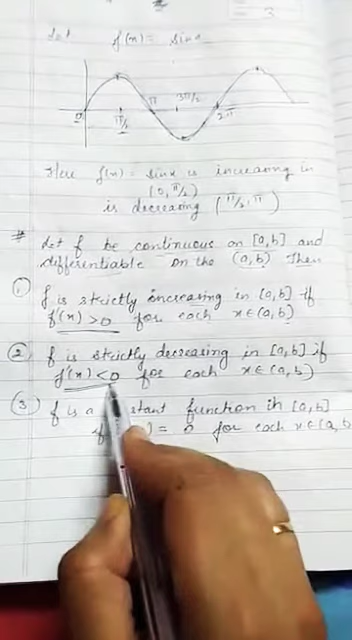 3
Let f(x) = sinx
0 π/2 π 3π/2 2π
Here f(x) = sinx is increasing in
(0, π/2)
is decreasing (π/2, π)
# Let f be continuous on [a, b] and
differentiable on the (a, b) Then
① f is strictly increasing in [a, b] if
f'(x) > 0 for each x ∈ (a, b)
② f is strictly decreasing in [a, b] if
f'(x) < 0 for each x ∈ (a, b)
③ f is a function in [a, b]
= 0 for each x ∈ (a, b